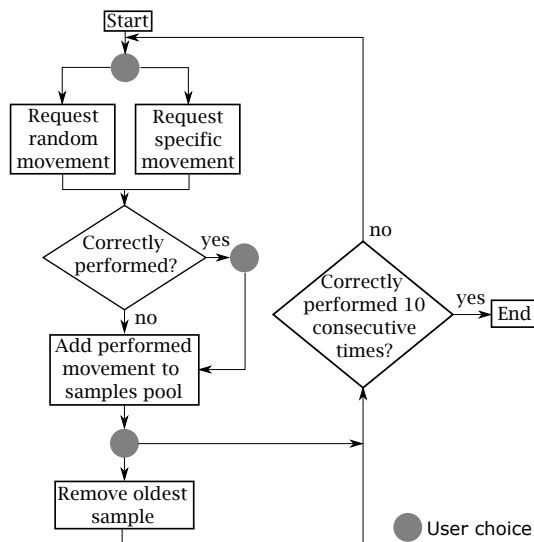 Start
Request
random
movement
Request
specific
movement
Correctly
performed?
yes
no
Add performed
movement to
samples pool
Remove oldest
sample
no
Correctly
performed 10
consecutive
times?
yes
End
User choice